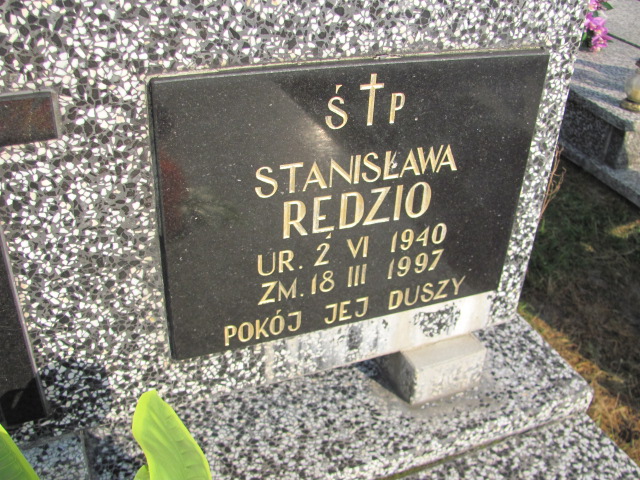 Ś P
STANISŁAWA
RĘDZIO
UR. 2 VI 1940
ZM. 18 III 1997
POKÓJ JEJ DUSZY